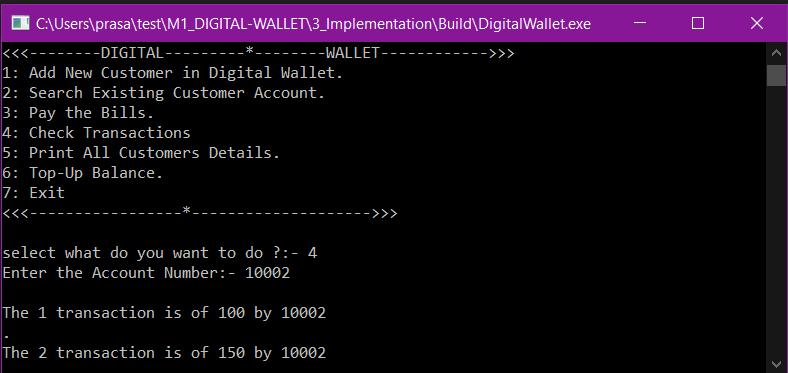 C:\Users\prasa\test\M1_DIGITAL-WALLET\3_Implementation\Build\DigitalWallet.exe
<<<--------DIGITAL---------*--------WALLET------------>>>
1: Add New Customer in Digital Wallet.
2: Search Existing Customer Account.
3: Pay the Bills.
4: Check Transactions
5: Print All Customers Details.
6: Top-Up Balance.
7: Exit
<<<-----------------*-------------------->>>
select what do you want to do ?:- 4
Enter the Account Number:- 10002
The 1 transaction is of 100 by 10002
.
The 2 transaction is of 150 by 10002